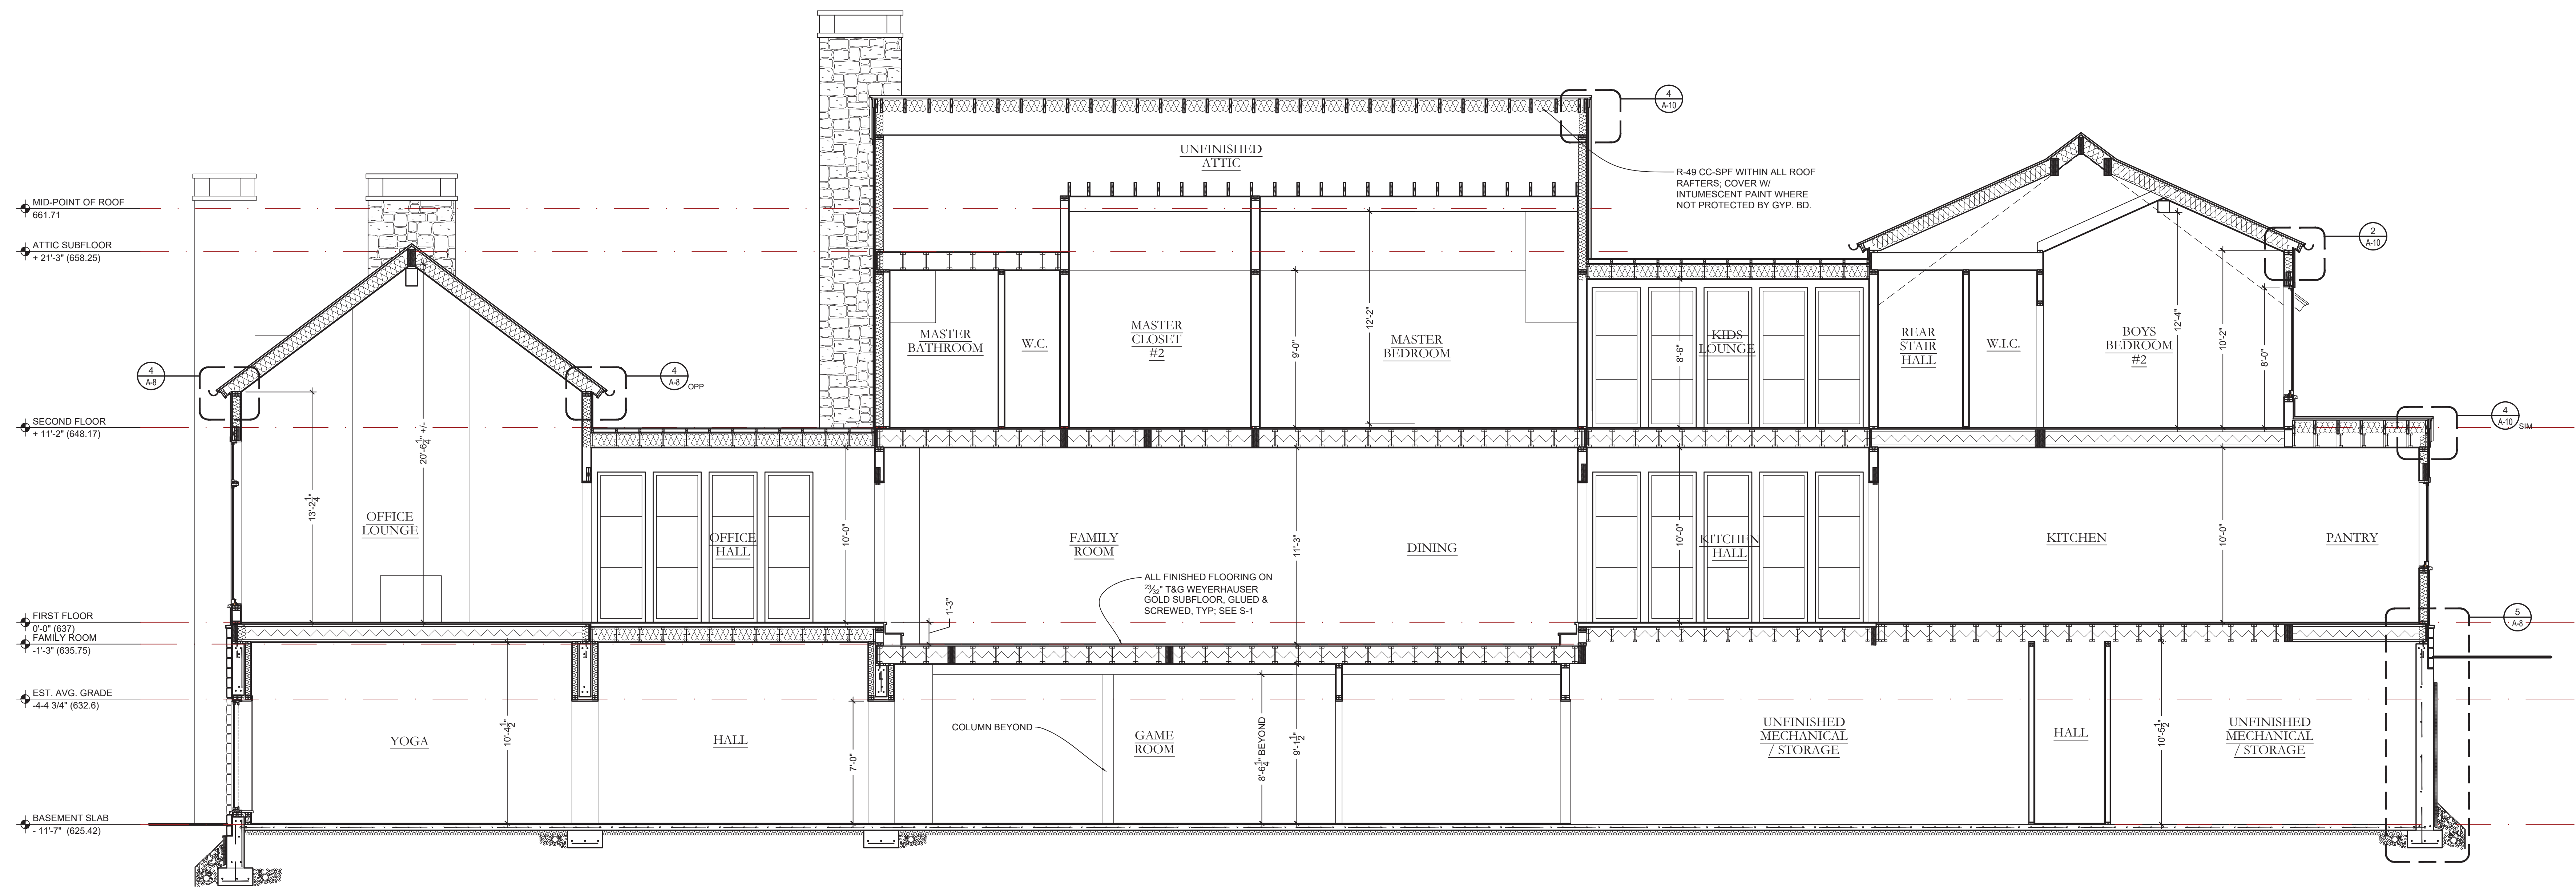 MID-POINT OF ROOF
661.71
ATTIC SUBFLOOR
+ 21'-3" (658.25)
SECOND FLOOR
+ 11'-2" (648.17)
FIRST FLOOR
0'-0" (637)
FAMILY ROOM
-1'-3" (635.75)
EST. AVG. GRADE
-4-4 3/4" (632.6)
BASEMENT SLAB
- 11'-7" (625.42)
4
A-8
4
A-8
OPP
4
A-10
2
A-10
4
A-10
SIM
5
A-8
R-49 CC-SPF WITHIN ALL ROOF
RAFTERS; COVER W/
INTUMESCENT PAINT WHERE
NOT PROTECTED BY GYP. BD.
UNFINISHED
ATTIC
MASTER
BATHROOM
W.C.
MASTER
CLOSET
#2
9'-0"
12'-2"
MASTER
BEDROOM
8'-6"
KIDS
LOUNGE
REAR
STAIR
HALL
W.I.C.
BOYS
BEDROOM
#2
12'-4"
10'-2"
8'-0"
13'-2 1/4"
OFFICE
LOUNGE
20'-6 1/4" +/-
OFFICE
HALL
10'-0"
FAMILY
ROOM
11'-3"
DINING
10'-0"
KITCHEN
HALL
KITCHEN
10'-0"
PANTRY
1'-3"
ALL FINISHED FLOORING ON
23/32" T&G WEYERHAUSER
GOLD SUBFLOOR, GLUED &
SCREWED, TYP; SEE S-1
YOGA
10'-4 1/2"
HALL
7'-0"
COLUMN BEYOND
GAME
ROOM
8'-6 1/4" BEYOND
9'-1 1/2"
UNFINISHED
MECHANICAL
/ STORAGE
HALL
10'-5 1/2"
UNFINISHED
MECHANICAL
/ STORAGE